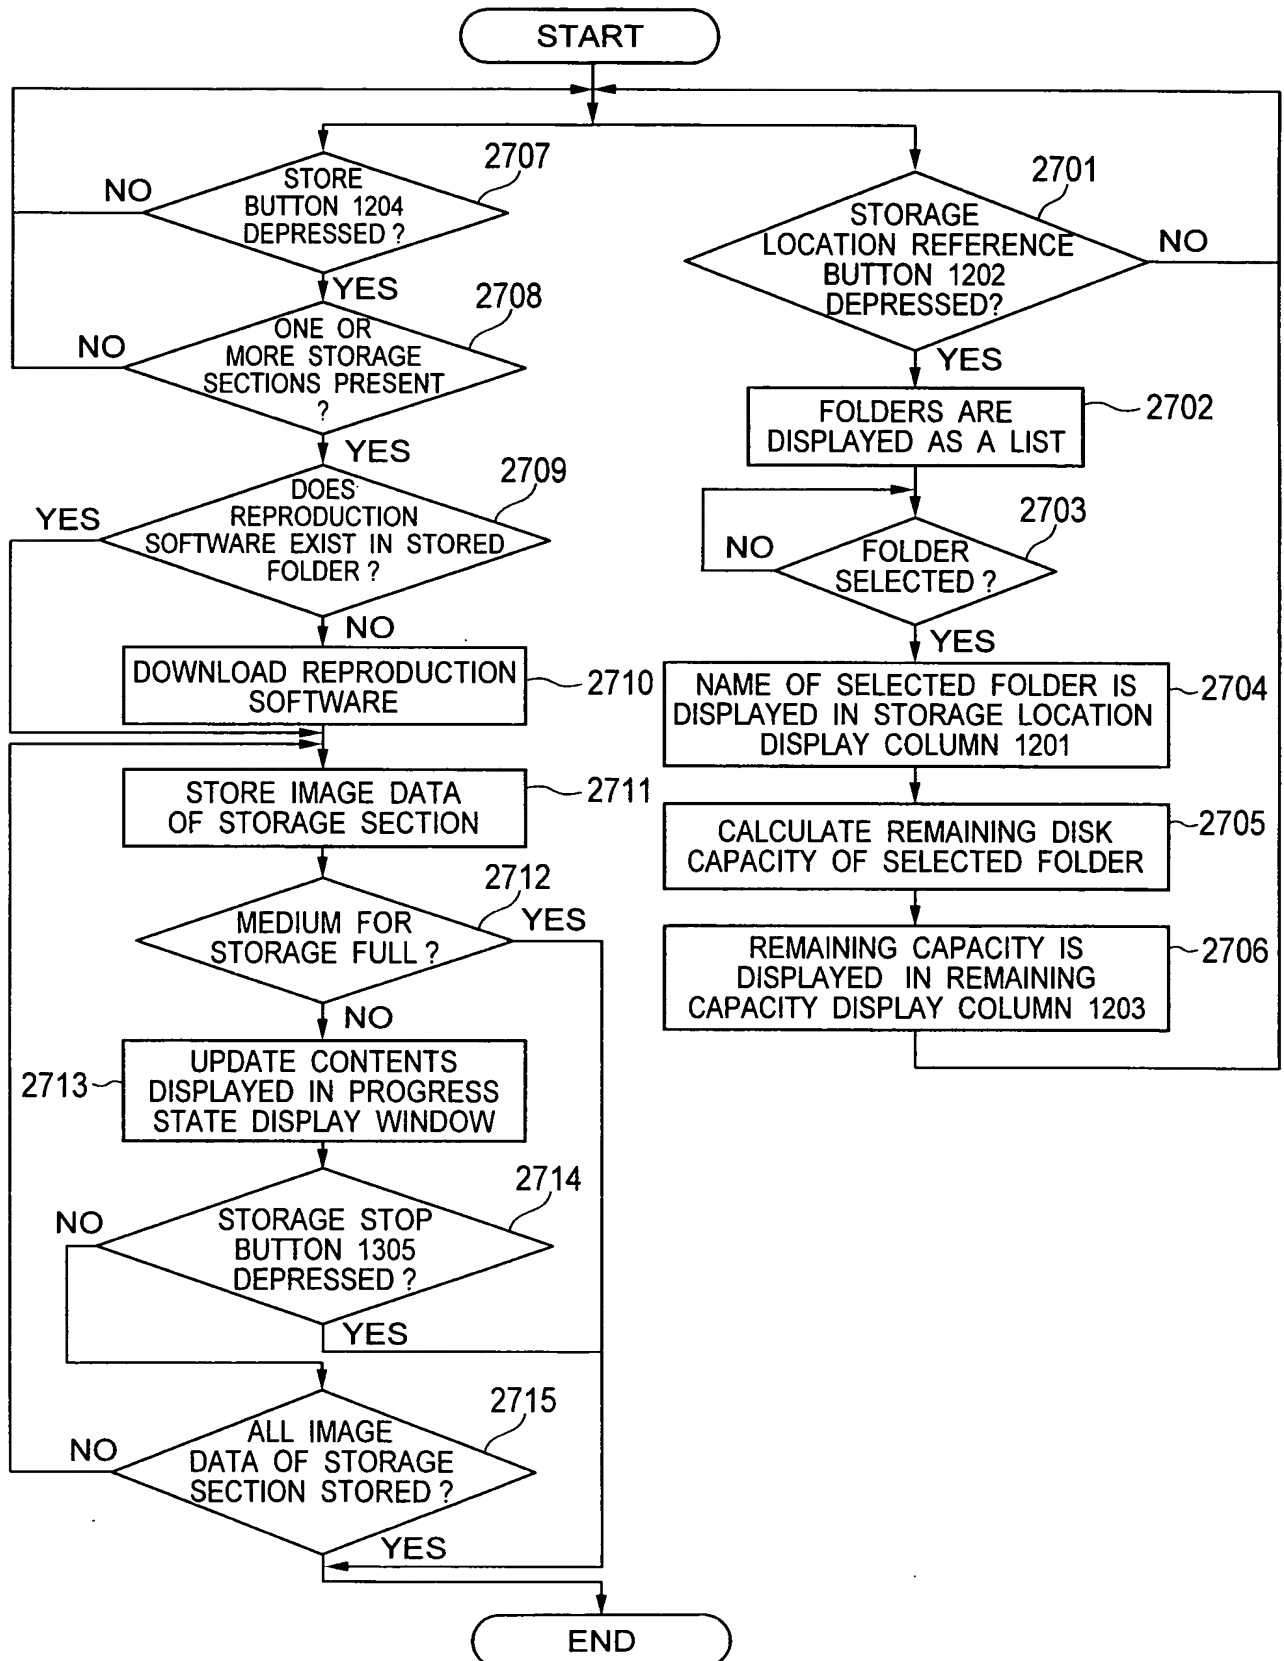 START
2707
STORE
BUTTON 1204
DEPRESSED ?
NO
YES
2708
ONE OR
MORE STORAGE
SECTIONS PRESENT
?
NO
YES
2709
DOES
REPRODUCTION
SOFTWARE EXIST IN STORED
FOLDER ?
YES
NO
DOWNLOAD REPRODUCTION
SOFTWARE
2710
STORE IMAGE DATA
OF STORAGE SECTION
2711
2712
MEDIUM FOR
STORAGE FULL ?
YES
NO
UPDATE CONTENTS
DISPLAYED IN PROGRESS
STATE DISPLAY WINDOW
2713
2714
STORAGE STOP
BUTTON 1305
DEPRESSED ?
NO
YES
2715
ALL IMAGE
DATA OF STORAGE
SECTION STORED ?
NO
YES
END
2701
STORAGE
LOCATION REFERENCE
BUTTON 1202
DEPRESSED?
NO
YES
FOLDERS ARE
DISPLAYED AS A LIST
2702
2703
FOLDER
SELECTED ?
NO
YES
NAME OF SELECTED FOLDER IS
DISPLAYED IN STORAGE LOCATION
DISPLAY COLUMN 1201
2704
CALCULATE REMAINING DISK
CAPACITY OF SELECTED FOLDER
2705
REMAINING CAPACITY IS
DISPLAYED IN REMAINING
CAPACITY DISPLAY COLUMN 1203
2706